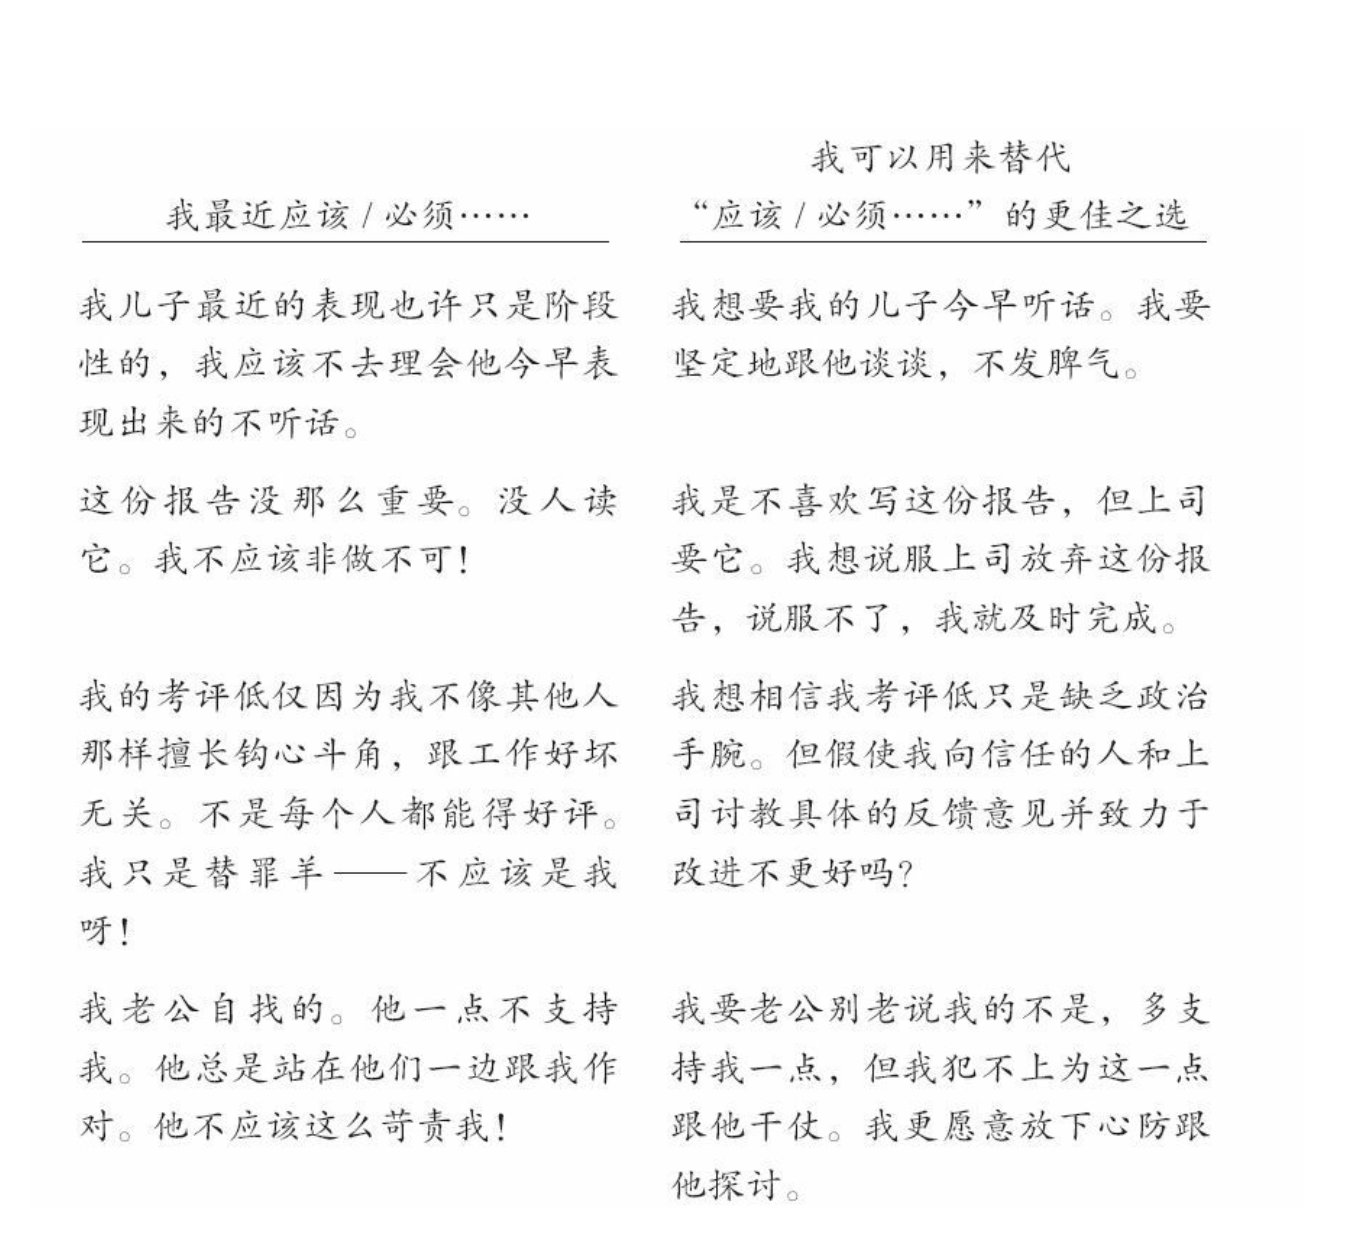 我最近应该/必须……
我可以用来替代
“应该/必须……”的更佳之选
我儿子最近的表现也许只是阶段
性的，我应该不去理会他今早表
现出来的不听话。
我想要我的儿子今早听话。我要
坚定地跟他谈谈，不发脾气。
这份报告没那么重要。没人读
它。我不应该非做不可！
我是不喜欢写这份报告，但上司
要它。我想说服上司放弃这份报
告，说服不了，我就及时完成。
我的考评低仅因为我不像其他人
那样擅长钩心斗角，跟工作好坏
无关。不是每个人都能得好评。
我只是替罪羊——不应该是我
呀！
我想相信我考评低只是缺乏政治
手腕。但假使我向信任的人和上
司讨教具体的反馈意见并致力于
改进不更好吗？
我老公自找的。他一点不支持
我。他总是站在他们一边跟我作
对。他不应该这么苛责我！
我要老公别老说我的不是，多支
持我一点，但我犯不上为这一点
跟他干仗。我更愿意放下心防跟
他探讨。